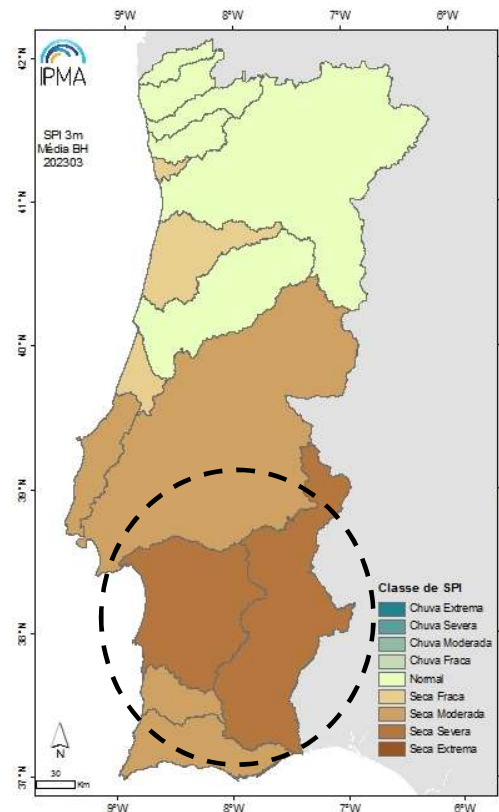 9°W 8°W 7°W 6°W
IPMA
SPI 3m
Média BH
202303
42°N
41°N
40°N
39°N
38°N
37°N
Classe de SPI
Chuva Extrema
Chuva Severa
Chuva Moderada
Chuva Fraca
Normal
Seca Fraca
Seca Moderada
Seca Severa
Seca Extrema
N
30
Km
9°W 8°W 7°W 6°W